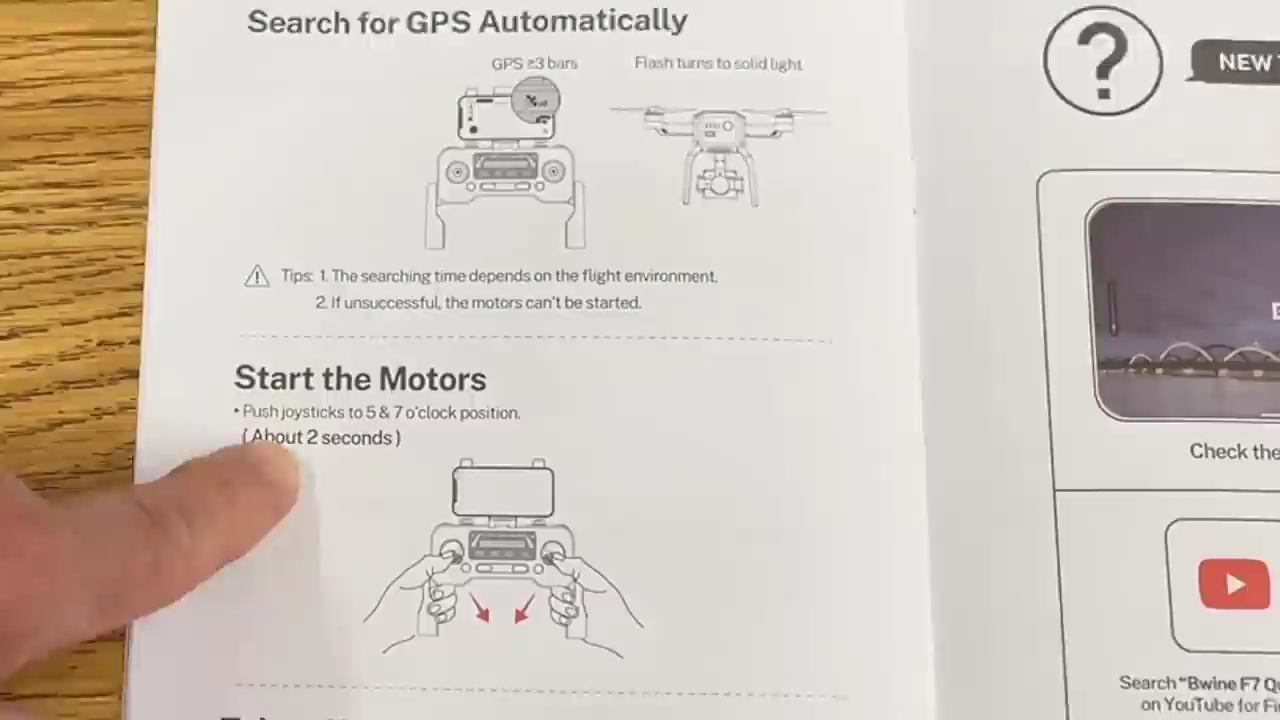 Search for GPS Automatically
GPS ≥3 bars
Flash turns to solid light
Tips: 1. The searching time depends on the flight environment.
2. If unsuccessful, the motors can't be started.
Start the Motors
• Push joysticks to 5 & 7 o'clock position.
(About 2 seconds)
?
NEW
Check the
Search "Bwine F7
on YouTube for